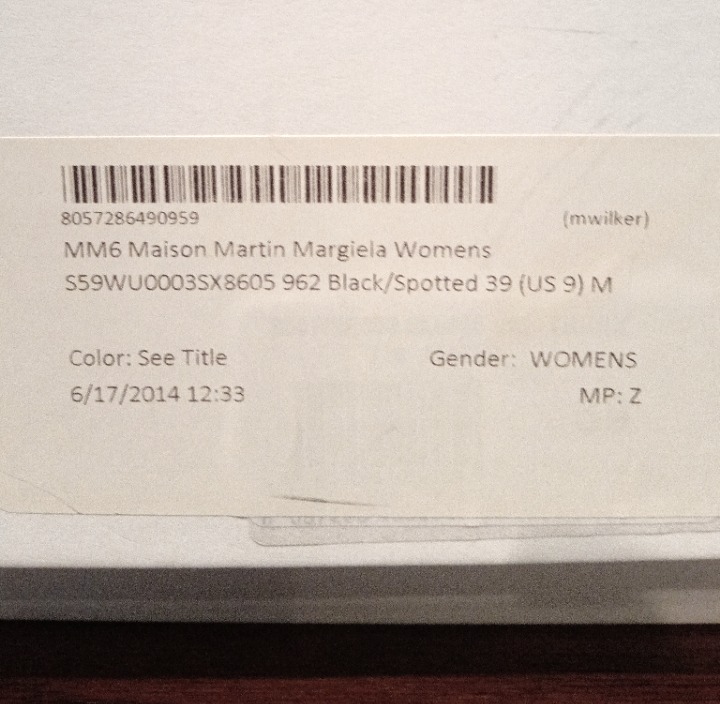 8057286490959 (mwilker)
MM6 Maison Martin Margiela Womens
S59WU0003SX8605 962 Black/Spotted 39 (US 9) M
Color: See Title Gender: WOMENS
6/17/2014 12:33 MP: Z